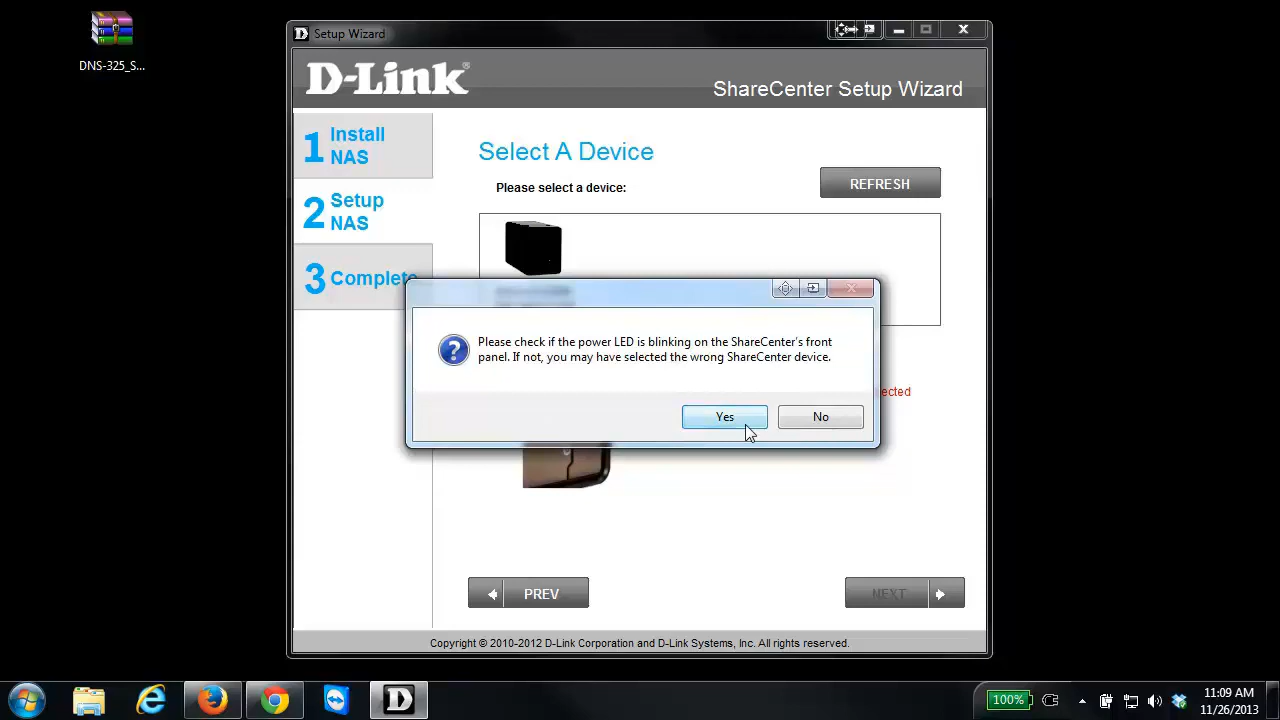 DNS-325_S...
Setup Wizard
D-Link®
ShareCenter Setup Wizard
1 Install NAS
2 Setup NAS
3 Complete
Select A Device
Please select a device:
REFRESH
Please check if the power LED is blinking on the ShareCenter's front
panel. If not, you may have selected the wrong ShareCenter device.
ected
Yes
No
PREV
NEXT
Copyright © 2010-2012 D-Link Corporation and D-Link Systems, Inc. All rights reserved.
D
100%
11:09 AM
11/26/2013